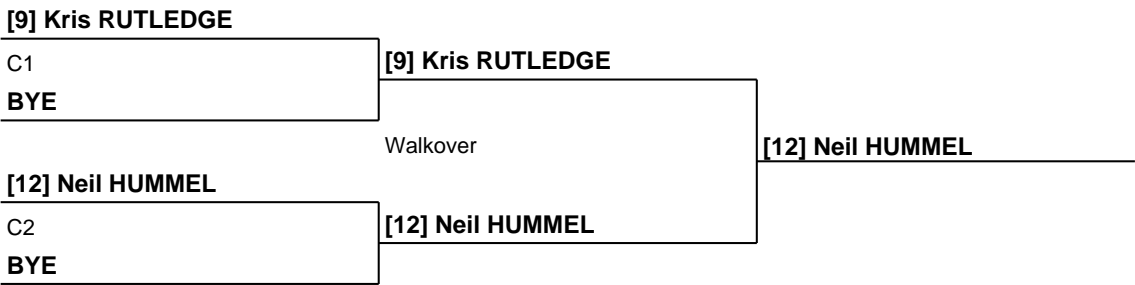 [9] Kris RUTLEDGE
C1
[9] Kris RUTLEDGE
BYE
Walkover
[12] Neil HUMMEL
[12] Neil HUMMEL
C2
[12] Neil HUMMEL
BYE